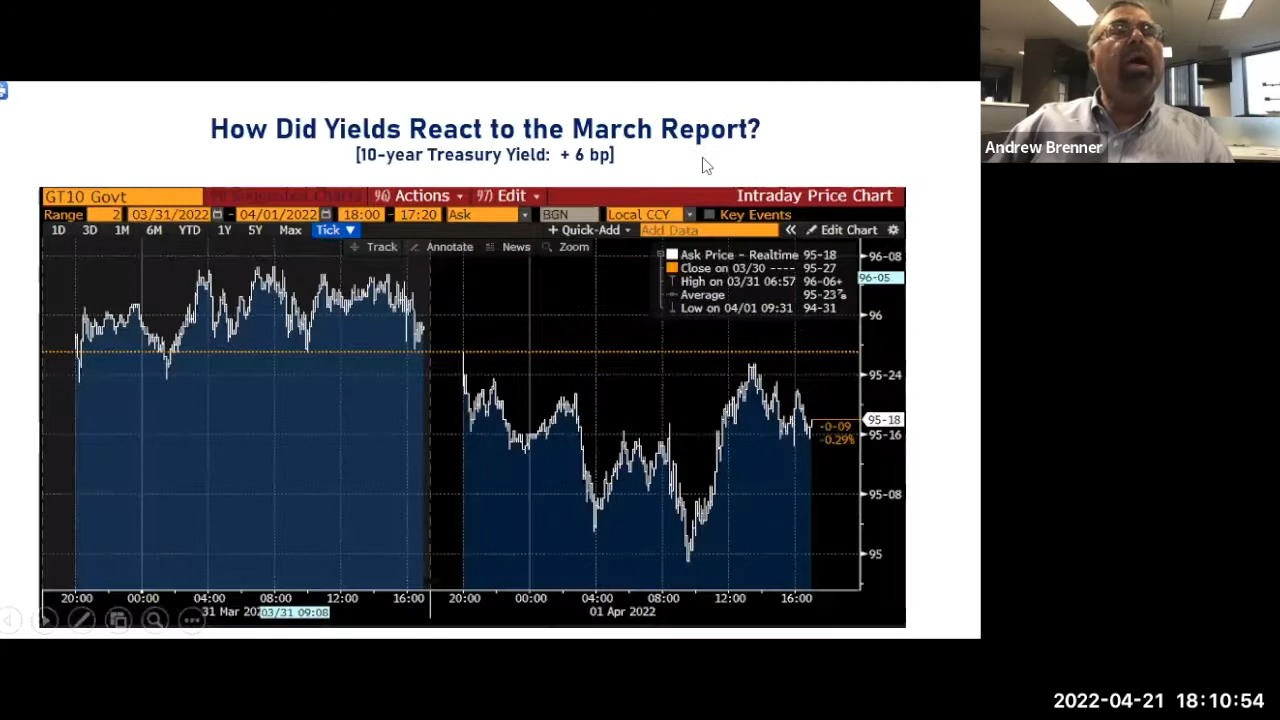 How Did Yields React to the March Report?
[10-year Treasury Yield: + 6 bp]
Andrew Brenner
GT10 Govt 96) Actions 97) Edit Intraday Price Chart
Range 2 03/31/2022 - 04/01/2022 18:00 - 17:20 Ask BGN Local CCY Key Events
1D 3D 1M 6M YTD 1Y 5Y Max Tick ▼ + Quick-Add Add Data « Edit Chart
Track Annotate News Zoom
Ask Price - Realtime 95-18
Close on 03/30 ---- 95-27
High on 03/31 06:57 96-06+
Average
Low on 04/01 09:31 94-31
96-08
96-05
96
95-24
95-18
-0-09
95-16
-0.29%
95-08
95
20:00 00:00 04:00 08:00 12:00 16:00 20:00 00:00 04:00 08:00 12:00 16:00
31 Mar 03/31 09:08 01 Apr 2022
2022-04-21 18:10:54